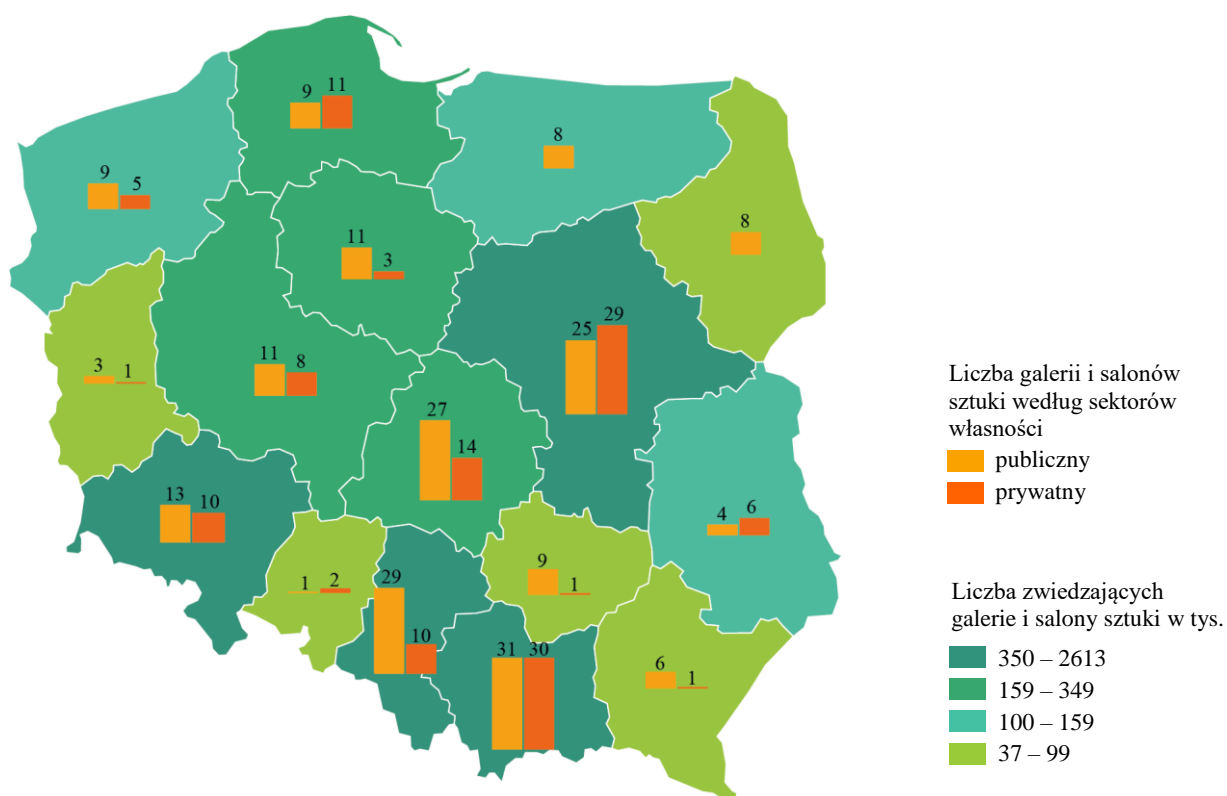 9 11
8
9 5
8
11 3
25 29
11 8
3 1
27 14
13 10
4 6
9 1
1 2
29 10
31 30
6 1
Liczba galerii i salonów
sztuki według sektorów
własności
publiczny
prywatny
Liczba zwiedzających
galerie i salony sztuki w tys.
350 – 2613
159 – 349
100 – 159
37 – 99